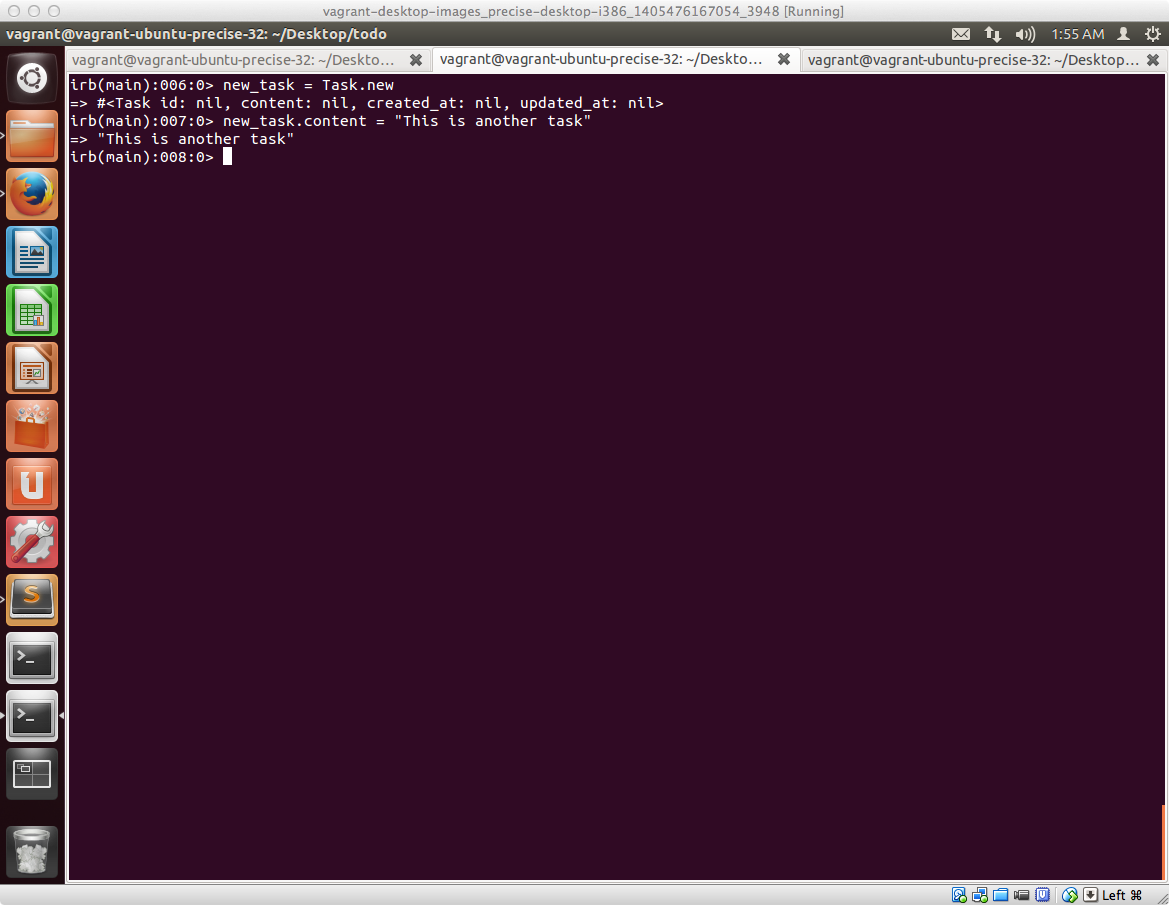 vagrant-desktop-images_precise-desktop-i386_1405476167054_3948 [Running]
vagrant@vagrant-ubuntu-precise-32: ~/Desktop/todo
1:55 AM
vagrant@vagrant-ubuntu-precise-32: ~/Deskto...
vagrant@vagrant-ubuntu-precise-32: ~/Deskto...
vagrant@vagrant-ubuntu-precise-32: ~/Desktop...
irb(main):006:0> new_task = Task.new
=> #<Task id: nil, content: nil, created_at: nil, updated_at: nil>
irb(main):007:0> new_task.content = "This is another task"
=> "This is another task"
irb(main):008:0>
Left ⌘